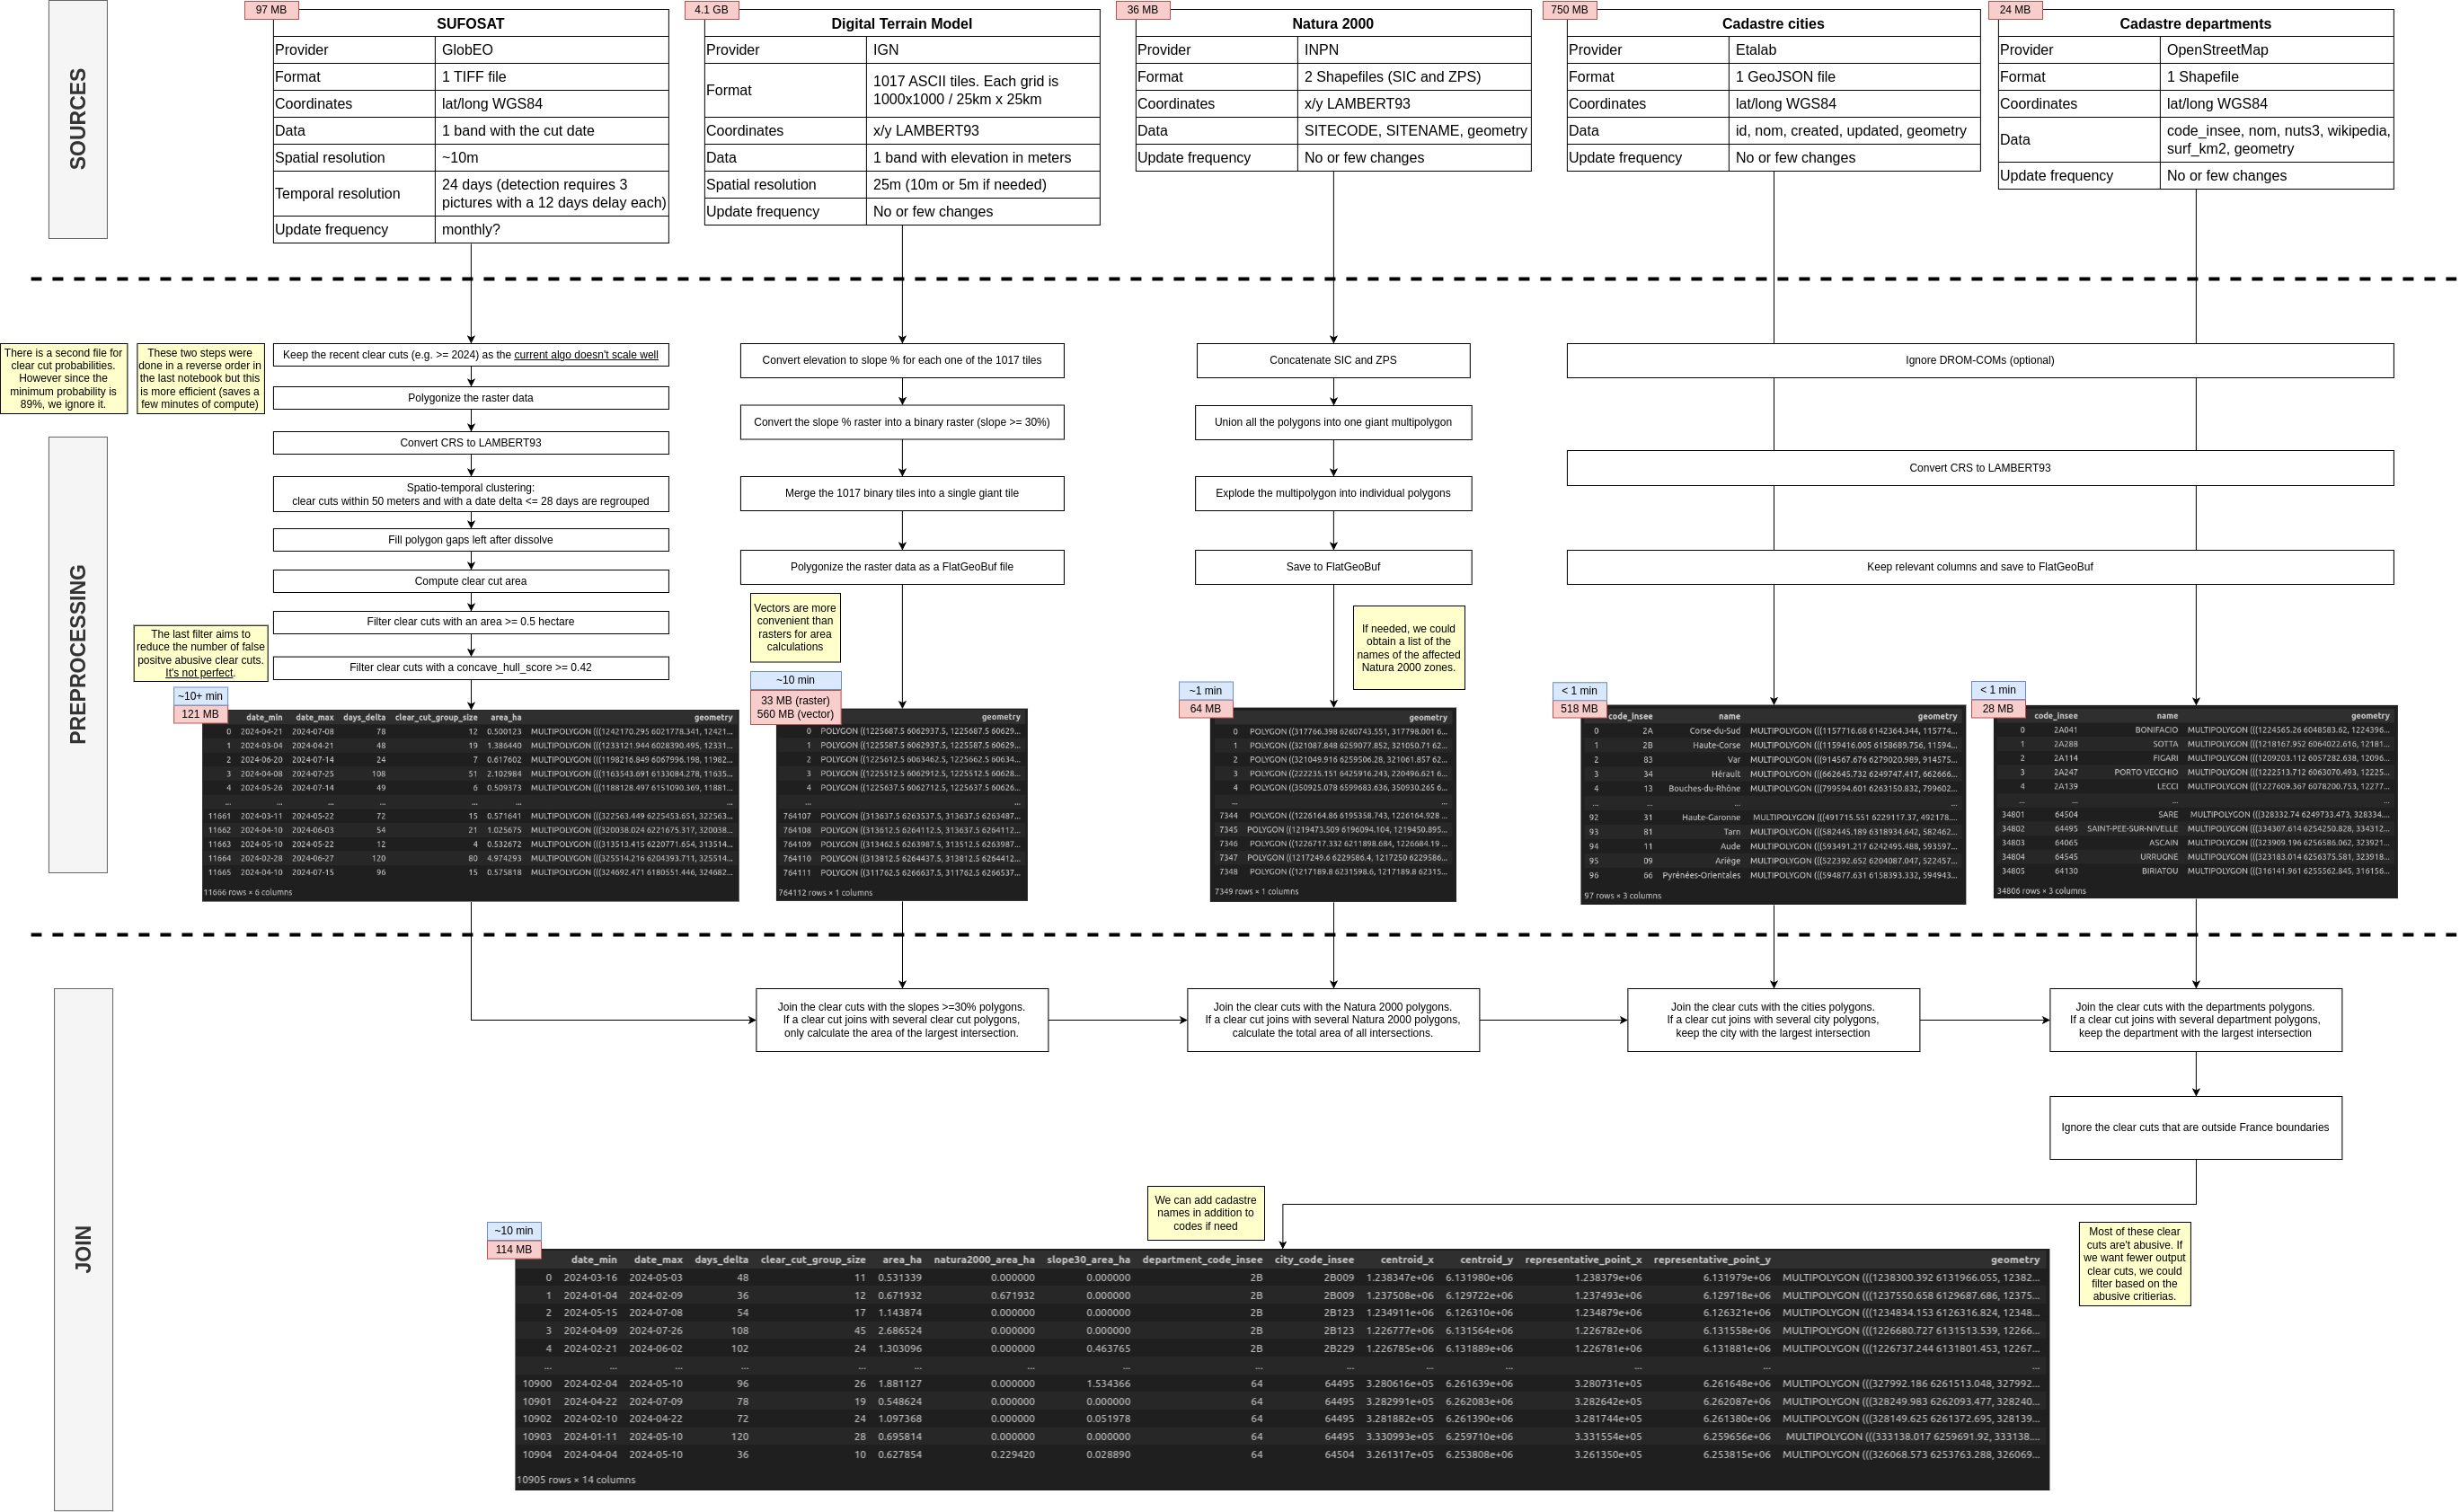 SOURCES
97 MB
SUFOSAT
Provider GlobEO
Format 1 TIFF file
Coordinates lat/long WGS84
Data 1 band with the cut date
Spatial resolution ~10m
Temporal resolution 24 days (detection requires 3
pictures with a 12 days delay each)
Update frequency monthly?
4.1 GB
Digital Terrain Model
Provider IGN
Format 1017 ASCII tiles. Each grid is
1000x1000 / 25km x 25km
Coordinates x/y LAMBERT93
Data 1 band with elevation in meters
Spatial resolution 25m (10m or 5m if needed)
Update frequency No or few changes
36 MB
Natura 2000
Provider INPN
Format 2 Shapefiles (SIC and ZPS)
Coordinates x/y LAMBERT93
Data SITECODE, SITENAME, geometry
Update frequency No or few changes
750 MB
Cadastre cities
Provider Etalab
Format 1 GeoJSON file
Coordinates lat/long WGS84
Data id, nom, created, updated, geometry
Update frequency No or few changes
24 MB
Cadastre departments
Provider OpenStreetMap
Format 1 Shapefile
Coordinates lat/long WGS84
Data code_insee, nom, nuts3, wikipedia,
surf_km2, geometry
Update frequency No or few changes
PREPROCESSING
There is a second file for
clear cut probabilities.
However since the
minimum probability is
89%, we ignore it.
These two steps were
done in a reverse order in
the last notebook but this
is more efficient (saves a
few minutes of compute)
Keep the recent clear cuts (e.g. >= 2024) as the current algo doesn't scale well
Polygonize the raster data
Convert CRS to LAMBERT93
Spatio-temporal clustering:
clear cuts within 50 meters and with a date delta <= 28 days are regrouped
Fill polygon gaps left after dissolve
Compute clear cut area
Filter clear cuts with an area >= 0.5 hectare
Filter clear cuts with a concave_hull_score >= 0.42
The last filter aims to
reduce the number of false
positve abusive clear cuts.
It's not perfect.
~10+ min
121 MB
date_min date_max days_delta clear_cut_group_size area_ha geometry
0 2024-04-21 2024-07-08 78 12 0.500123 MULTIPOLYGON (((1242170.295 6021778.341, 12421...
1 2024-03-04 2024-04-21 48 19 1.386440 MULTIPOLYGON (((1233121.944 6028390.495, 12331...
2 2024-06-20 2024-07-14 24 7 0.617602 MULTIPOLYGON (((1198216.849 6067996.198, 11982...
3 2024-04-08 2024-07-25 108 51 2.102984 MULTIPOLYGON (((1163543.691 6133084.278, 11635...
4 2024-05-26 2024-07-14 49 6 0.509373 MULTIPOLYGON (((1188128.497 6151090.369, 11881...
... ... ... ... ... ... ...
11661 2024-03-11 2024-05-22 72 15 0.571641 MULTIPOLYGON (((322563.449 6225453.651, 322563...
11662 2024-04-10 2024-06-03 54 21 1.025675 MULTIPOLYGON (((320038.024 6221675.317, 320038...
11663 2024-05-10 2024-05-22 12 4 0.532672 MULTIPOLYGON (((313513.415 6220771.654, 313514...
11664 2024-02-28 2024-06-27 120 80 4.974293 MULTIPOLYGON (((325514.216 6204393.711, 325514...
11665 2024-04-10 2024-07-15 96 15 0.575818 MULTIPOLYGON (((324692.471 6180551.446, 324682...
11666 rows × 6 columns
Convert elevation to slope % for each one of the 1017 tiles
Convert the slope % raster into a binary raster (slope >= 30%)
Merge the 1017 binary tiles into a single giant tile
Polygonize the raster data as a FlatGeoBuf file
Vectors are more
convenient than
rasters for area
calculations
~10 min
33 MB (raster)
560 MB (vector)
geometry
0 POLYGON ((1225687.5 6062937.5, 1225687.5 60629...
1 POLYGON ((1225587.5 6063537.5, 1225587.5 60635...
2 POLYGON ((1225612.5 6063462.5, 1225662.5 60634...
3 POLYGON ((1225512.5 6062912.5, 1225512.5 60628...
4 POLYGON ((1225637.5 6062712.5, 1225637.5 60626...
... ...
764107 POLYGON ((313637.5 6263537.5, 313637.5 6263487...
764108 POLYGON ((313612.5 6264112.5, 313637.5 6264112...
764109 POLYGON ((313462.5 6263987.5, 313512.5 6263987...
764110 POLYGON ((313812.5 6264437.5, 313812.5 6264412...
764111 POLYGON ((311762.5 6266637.5, 311762.5 6266537...
764112 rows × 1 columns
Concatenate SIC and ZPS
Union all the polygons into one giant multipolygon
Explode the multipolygon into individual polygons
Save to FlatGeoBuf
If needed, we could
obtain a list of the
names of the affected
Natura 2000 zones.
~1 min
64 MB
geometry
0 POLYGON ((317766.398 6260743.551, 317798.001 6...
1 POLYGON ((321087.848 6259077.852, 321050.71 62...
2 POLYGON ((321049.916 6259506.28, 321061.857 62...
3 POLYGON ((222235.151 6425916.243, 220496.621 6...
4 POLYGON ((350925.078 6599683.636, 350930.265 6...
... ...
7344 POLYGON ((1226164.86 6195358.743, 1226164.928 ...
7345 POLYGON ((1219473.509 6196094.104, 1219450.895...
7346 POLYGON ((1226717.332 6211898.684, 1226684.19 ...
7347 POLYGON ((1217249.6 6229586.4, 1217250 6229586...
7348 POLYGON ((1217189.8 6231598.6, 1217189.8 62315...
7349 rows × 1 columns
Ignore DROM-COMs (optional)
Convert CRS to LAMBERT93
Keep relevant columns and save to FlatGeoBuf
< 1 min
518 MB
code_insee name geometry
0 2A Corse-du-Sud MULTIPOLYGON (((1157716.68 6142364.344, 115774...
1 2B Haute-Corse MULTIPOLYGON (((1159416.005 6158689.756, 11594...
2 83 Var MULTIPOLYGON (((914567.676 6279020.989, 914575...
3 34 Hérault MULTIPOLYGON (((662645.732 6249747.417, 662666...
4 13 Bouches-du-Rhône MULTIPOLYGON (((799594.601 6263150.832, 799602...
... ... ... ...
92 31 Haute-Garonne MULTIPOLYGON (((491715.551 6229117.37, 492178....
93 81 Tarn MULTIPOLYGON (((582445.189 6318934.642, 582462...
94 11 Aude MULTIPOLYGON (((593491.217 6242495.488, 593597...
95 09 Ariège MULTIPOLYGON (((522392.652 6204087.047, 522457...
96 66 Pyrénées-Orientales MULTIPOLYGON (((594877.631 6158393.332, 594943...
97 rows × 3 columns
< 1 min
28 MB
code_insee name geometry
0 2A041 BONIFACIO MULTIPOLYGON (((1224565.26 6048583.62, 1224396...
1 2A288 SOTTA MULTIPOLYGON (((1218167.952 6064022.616, 12181...
2 2A114 FIGARI MULTIPOLYGON (((1209203.112 6057282.638, 12096...
3 2A247 PORTO VECCHIO MULTIPOLYGON (((1222513.712 6063070.493, 12225...
4 2A139 LECCI MULTIPOLYGON (((1227609.367 6078200.753, 12277...
... ... ... ...
34801 64504 SARE MULTIPOLYGON (((328332.74 6249733.473, 328334....
34802 64495 SAINT-PEE-SUR-NIVELLE MULTIPOLYGON (((334307.614 6254250.828, 334312...
34803 64065 ASCAIN MULTIPOLYGON (((323909.196 6256586.062, 323921...
34804 64545 URRUGNE MULTIPOLYGON (((323183.014 6256375.581, 323918...
34805 64130 BIRIATOU MULTIPOLYGON (((316141.961 6255562.845, 316156...
34806 rows × 3 columns
JOIN
Join the clear cuts with the slopes >=30% polygons.
If a clear cut joins with several clear cut polygons,
only calculate the area of the largest intersection.
Join the clear cuts with the Natura 2000 polygons.
If a clear cut joins with several Natura 2000 polygons,
calculate the total area of all intersections.
Join the clear cuts with the cities polygons.
If a clear cut joins with several city polygons,
keep the city with the largest intersection
Join the clear cuts with the departments polygons.
If a clear cut joins with several department polygons,
keep the department with the largest intersection
Ignore the clear cuts that are outside France boundaries
We can add cadastre
names in addition to
codes if need
Most of these clear
cuts are't abusive. If
we want fewer output
clear cuts, we could
filter based on the
abusive critierias.
~10 min
114 MB
date_min date_max days_delta clear_cut_group_size area_ha natura2000_area_ha slope30_area_ha department_code_insee city_code_insee centroid_x centroid_y representative_point_x representative_point_y geometry
0 2024-03-16 2024-05-03 48 11 0.531339 0.000000 0.000000 2B 2B009 1.238347e+06 6.131980e+06 1.238379e+06 6.131979e+06 MULTIPOLYGON (((1238300.392 6131966.055, 12382...
1 2024-01-04 2024-02-09 36 12 0.671932 0.671932 0.000000 2B 2B009 1.237508e+06 6.129722e+06 1.237493e+06 6.129718e+06 MULTIPOLYGON (((1237550.658 6129687.686, 12375...
2 2024-05-15 2024-07-08 54 17 1.143874 0.000000 0.000000 2B 2B123 1.234911e+06 6.126310e+06 1.234879e+06 6.126321e+06 MULTIPOLYGON (((1234834.153 6126316.824, 12348...
3 2024-04-09 2024-07-26 108 45 2.686524 0.000000 0.000000 2B 2B123 1.226777e+06 6.131564e+06 1.226782e+06 6.131558e+06 MULTIPOLYGON (((1226680.727 6131513.539, 12266...
4 2024-02-21 2024-06-02 102 24 1.303096 0.000000 0.463765 2B 2B229 1.226785e+06 6.131889e+06 1.226781e+06 6.131881e+06 MULTIPOLYGON (((1226737.244 6131801.453, 12267...
... ... ... ... ... ... ... ... ... ... ... ... ... ... ...
10900 2024-02-04 2024-05-10 96 26 1.881127 0.000000 1.534366 64 64495 3.280616e+05 6.261639e+06 3.280731e+05 6.261648e+06 MULTIPOLYGON (((327992.186 6261513.048, 327992...
10901 2024-04-22 2024-07-09 78 19 0.548624 0.000000 0.000000 64 64495 3.282991e+05 6.262083e+06 3.282642e+05 6.262087e+06 MULTIPOLYGON (((328249.983 6262093.477, 328240...
10902 2024-02-10 2024-04-22 72 24 1.097368 0.000000 0.051978 64 64495 3.281882e+05 6.261390e+06 3.281744e+05 6.261380e+06 MULTIPOLYGON (((328149.625 6261372.695, 328139...
10903 2024-01-11 2024-05-10 120 28 0.695814 0.000000 0.000000 64 64495 3.330993e+05 6.259710e+06 3.331554e+05 6.259656e+06 MULTIPOLYGON (((333138.017 6259691.92, 333138....
10904 2024-04-04 2024-05-10 36 10 0.627854 0.229420 0.028890 64 64504 3.261317e+05 6.253808e+06 3.261350e+05 6.253815e+06 MULTIPOLYGON (((326068.573 6253763.288, 326069...
10905 rows × 14 columns